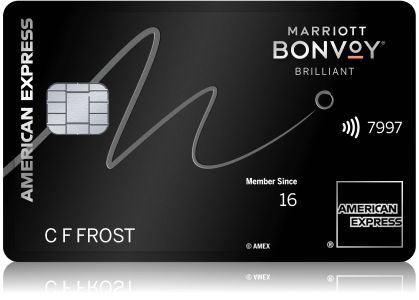 AMERICAN EXPRESS
MARRIOTT
BONVOY®
BRILLIANT
7997
Member Since
16
AMERICAN
EXPRESS
C F FROST
© AMEX
®